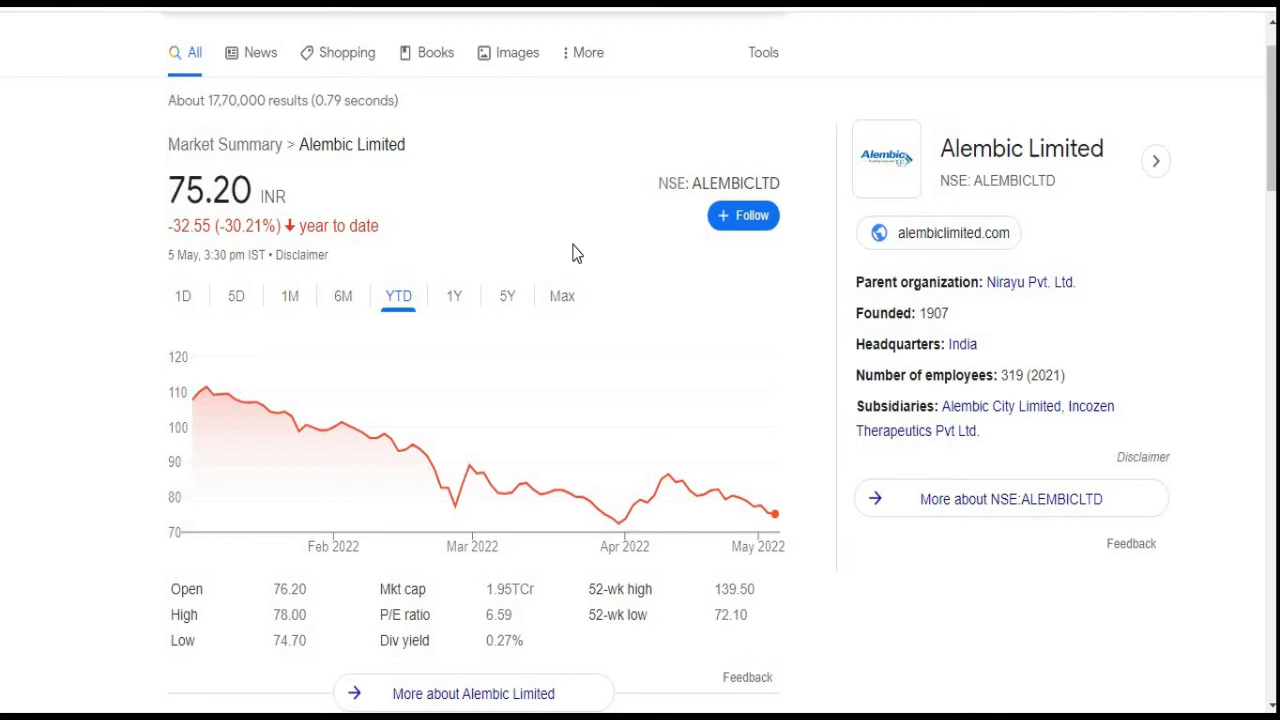 All News Shopping Books Images More Tools
About 17,70,000 results (0.79 seconds)
Market Summary > Alembic Limited
75.20 INR
NSE: ALEMBICLTD
-32.55 (-30.21%) year to date
+ Follow
5 May, 3:30 pm IST • Disclaimer
1D 5D 1M 6M YTD 1Y 5Y Max
120
110
100
90
80
70
Feb 2022 Mar 2022 Apr 2022 May 2022
Open 76.20 Mkt cap 1.95TCr 52-wk high 139.50
High 78.00 P/E ratio 6.59 52-wk low 72.10
Low 74.70 Div yield 0.27%
Feedback
More about Alembic Limited
Alembic
Alembic Limited
NSE: ALEMBICLTD
alembiclimited.com
Parent organization: Nirayu Pvt. Ltd.
Founded: 1907
Headquarters: India
Number of employees: 319 (2021)
Subsidiaries: Alembic City Limited, Incozen
Therapeutics Pvt Ltd.
Disclaimer
More about NSE:ALEMBICLTD
Feedback